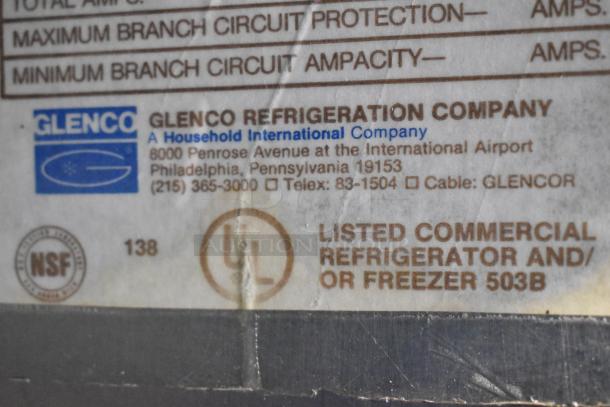 TOTAL AMPS.
MAXIMUM BRANCH CIRCUIT PROTECTION— AMPS.
MINIMUM BRANCH CIRCUIT AMPACITY— AMPS.
GLENCO
GLENCO REFRIGERATION COMPANY
A Household International Company
8000 Penrose Avenue at the International Airport
Philadelphia, Pennsylvania 19153
(215) 365-3000 □ Telex: 83-1504 □ Cable: GLENCOR
NSF
138
UL
LISTED COMMERCIAL
REFRIGERATOR AND/
OR FREEZER 503B